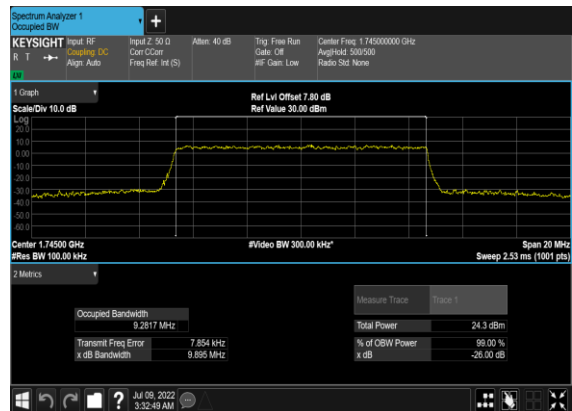 Spectrum Analyzer 1
Occupied BW
+
KEYSIGHT Input: RF Input Z: 50 Ω Atten: 40 dB Trig: Free Run Center Freq: 1.745000000 GHz
R T Coupling: DC Corr CCorr Gate: Off Avg|Hold: 500/500
Align: Auto Freq Ref: Int (S) #IF Gain: Low Radio Std: None
LW
1 Graph
Ref Lvl Offset 7.80 dB
Scale/Div 10.0 dB Ref Value 30.00 dBm
Log
20.0
10.0
0.00
-10.0
-20.0
-30.0
-40.0
-50.0
-60.0
Center 1.74500 GHz #Video BW 300.00 kHz* Span 20 MHz
#Res BW 100.00 kHz Sweep 2.53 ms (1001 pts)
2 Metrics
Measure Trace Trace 1
Occupied Bandwidth
9.2817 MHz Total Power 24.3 dBm
Transmit Freq Error 7.854 kHz % of OBW Power 99.00 %
x dB Bandwidth 9.895 MHz x dB -26.00 dB
? Jul 09, 2022
3:32:49 AM